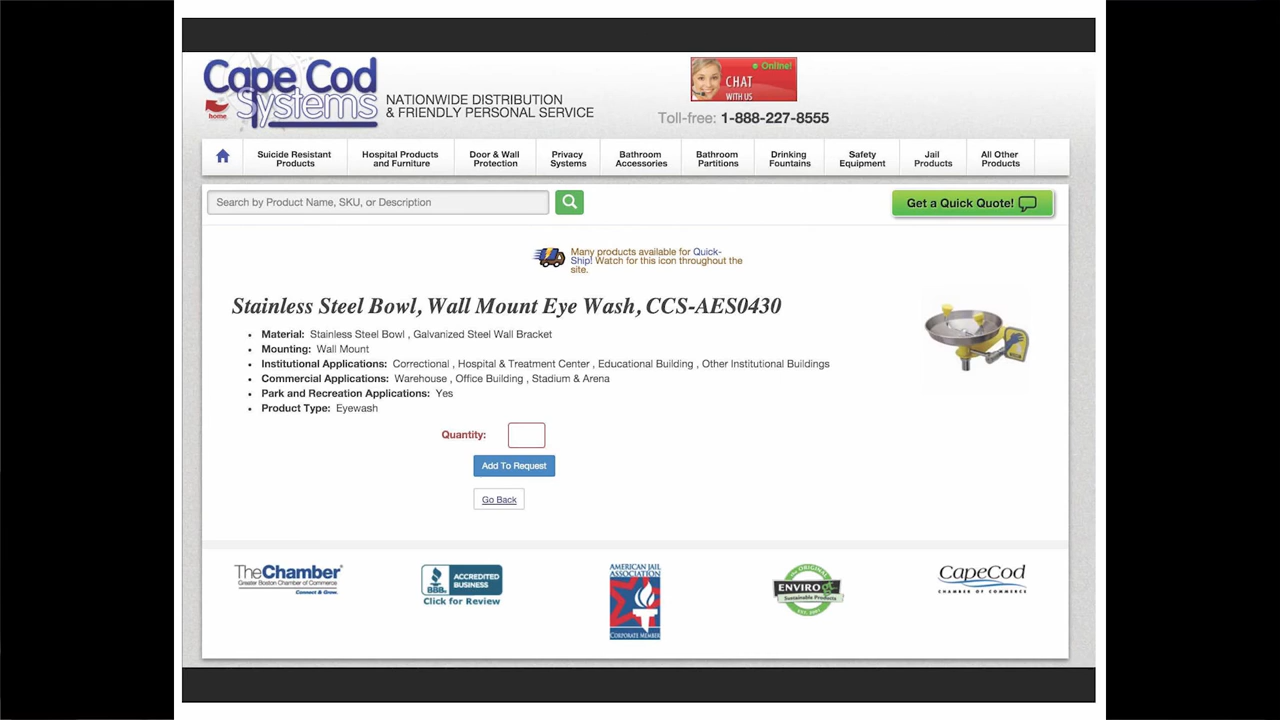 Cape Cod
Systems
home
NATIONWIDE DISTRIBUTION
& FRIENDLY PERSONAL SERVICE
Online!
CHAT
WITH US
Toll-free: 1-888-227-8555
Suicide Resistant
Products
Hospital Products
and Furniture
Door & Wall
Protection
Privacy
Systems
Bathroom
Accessories
Bathroom
Partitions
Drinking
Fountains
Safety
Equipment
Jail
Products
All Other
Products
Search by Product Name, SKU, or Description
Get a Quick Quote!
Many products available for Quick-
Ship! Watch for this icon throughout the
site.
Stainless Steel Bowl, Wall Mount Eye Wash, CCS-AES0430
• Material: Stainless Steel Bowl , Galvanized Steel Wall Bracket
• Mounting: Wall Mount
• Institutional Applications: Correctional , Hospital & Treatment Center , Educational Building , Other Institutional Buildings
• Commercial Applications: Warehouse , Office Building , Stadium & Arena
• Park and Recreation Applications: Yes
• Product Type: Eyewash
Quantity:
Add To Request
Go Back
TheChamber
Greater Boston Chamber of Commerce
Connect & Grow.
BBB
ACCREDITED
BUSINESS
Click for Review
AMERICAN JAIL
ASSOCIATION
CORPORATE MEMBER
ENVIRO
Sustainable Products
CapeCod
CHAMBER OF COMMERCE